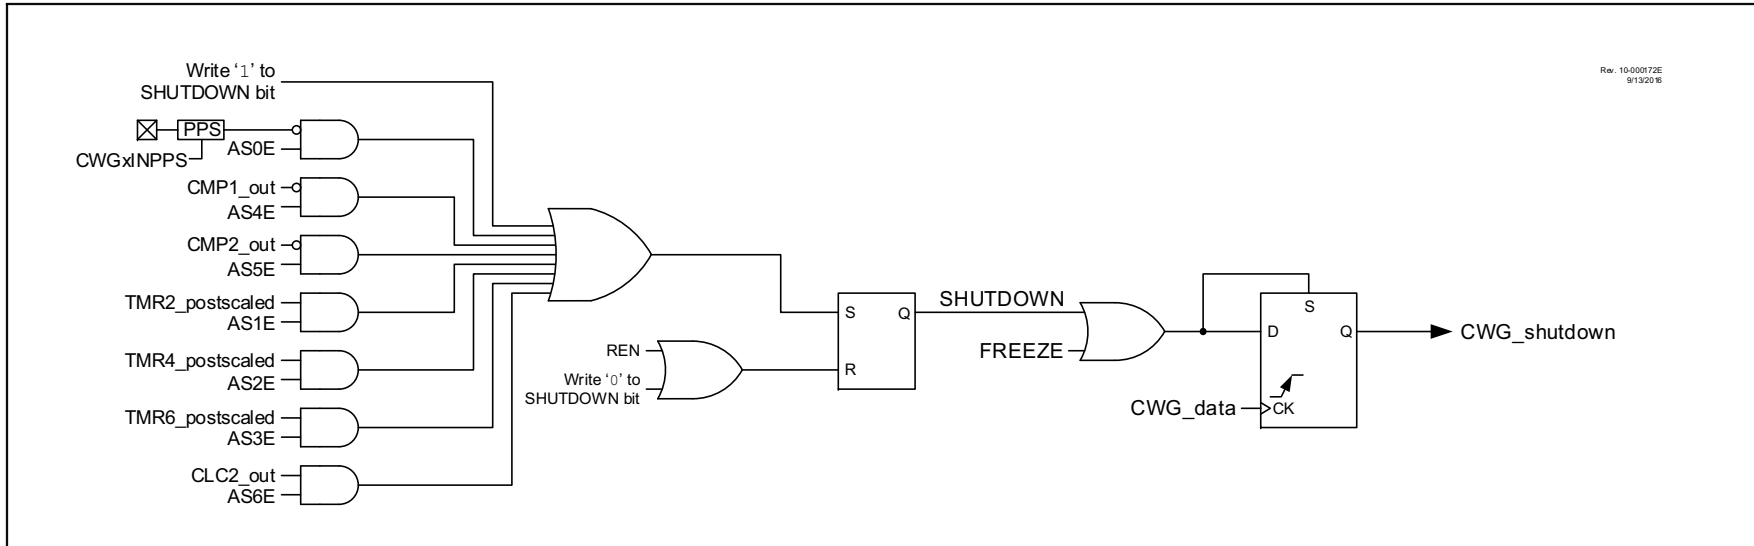 Rev. 10-000172E
9/13/2016
Write ‘1’ to
SHUTDOWN bit
PPS
AS0E
CWGxINPPS
CMP1_out
AS4E
CMP2_out
AS5E
TMR2_postscaled
AS1E
TMR4_postscaled
AS2E
TMR6_postscaled
AS3E
CLC2_out
AS6E
REN
Write ‘0’ to
SHUTDOWN bit
S
Q
R
SHUTDOWN
FREEZE
S
D
Q
CWG_data
CK
CWG_shutdown